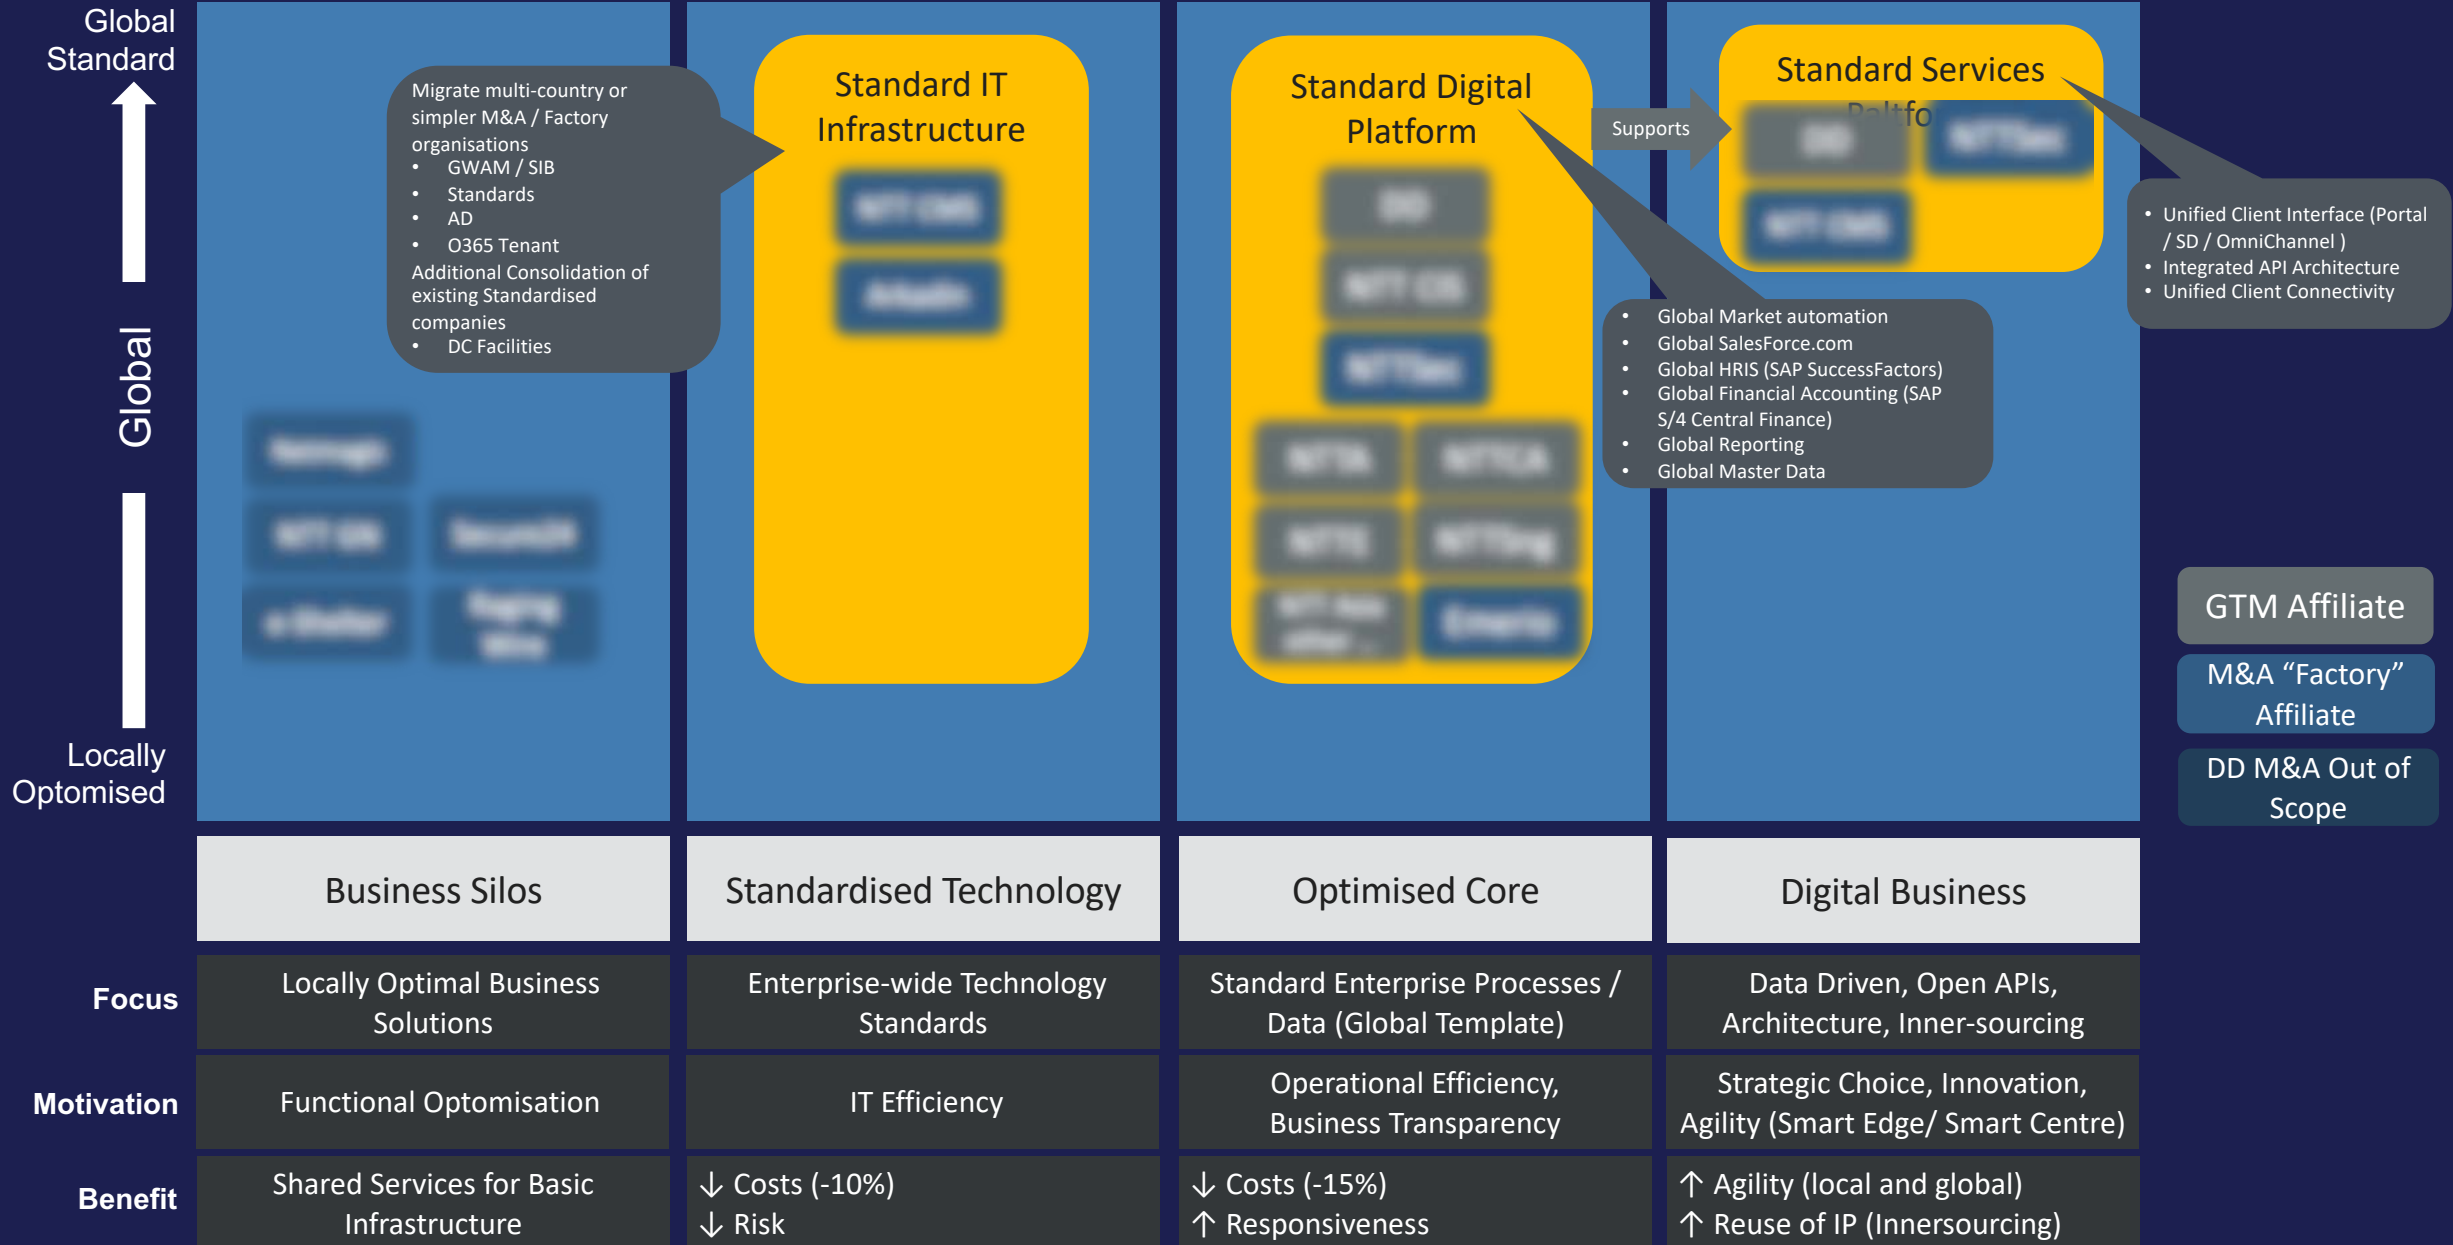 Global
Standard
Global
Locally
Optomised
Migrate multi-country or
simpler M&A / Factory
organisations
• GWAM / SIB
• Standards
• AD
• O365 Tenant
Additional Consolidation of
existing Standardised
companies
• DC Facilities
Standard IT
Infrastructure
Standard Digital
Platform
Supports
Standard Services
• Global Market automation
• Global SalesForce.com
• Global HRIS (SAP SuccessFactors)
• Global Financial Accounting (SAP
S/4 Central Finance)
• Global Reporting
• Global Master Data
• Unified Client Interface (Portal
/ SD / OmniChannel )
• Integrated API Architecture
• Unified Client Connectivity
GTM Affiliate
M&A “Factory”
Affiliate
DD M&A Out of
Scope
Business Silos
Standardised Technology
Optimised Core
Digital Business
Focus
Locally Optimal Business
Solutions
Enterprise-wide Technology
Standards
Standard Enterprise Processes /
Data (Global Template)
Data Driven, Open APIs,
Architecture, Inner-sourcing
Motivation
Functional Optomisation
IT Efficiency
Operational Efficiency,
Business Transparency
Strategic Choice, Innovation,
Agility (Smart Edge/ Smart Centre)
Benefit
Shared Services for Basic
Infrastructure
↓ Costs (-10%)
↓ Risk
↓ Costs (-15%)
↑ Responsiveness
↑ Agility (local and global)
↑ Reuse of IP (Innersourcing)